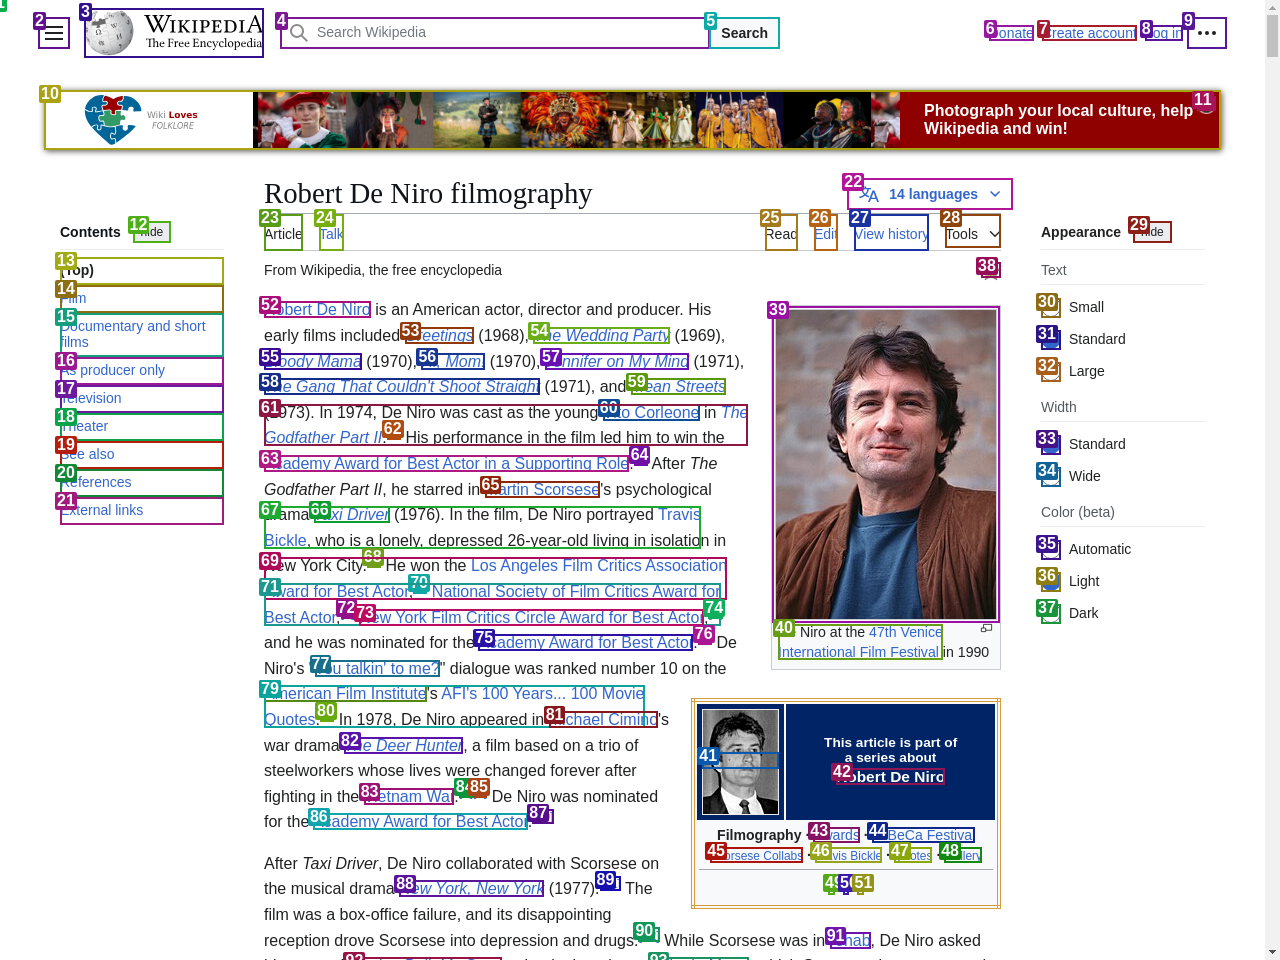 WIKIPEDIA
The Free Encyclopedia
Search Wikipedia
Search
Donate
Create account
Log in
Wiki Loves
FOLKLORE
Photograph your local culture, help
Wikipedia and win!
Robert De Niro filmography
14 languages
Article
Talk
Read
Edit
View history
Tools
From Wikipedia, the free encyclopedia
Contents
hide
(Top)
Film
Documentary and short
films
As producer only
Television
Theater
See also
References
External links
Robert De Niro is an American actor, director and producer. His
early films included Greetings (1968), The Wedding Party (1969),
Bloody Mama (1970), Hi, Mom! (1970), Jennifer on My Mind (1971),
The Gang That Couldn't Shoot Straight (1971), and Mean Streets
(1973). In 1974, De Niro was cast as the young Vito Corleone in The
Godfather Part II. His performance in the film led him to win the
Academy Award for Best Actor in a Supporting Role. After The
Godfather Part II, he starred in Martin Scorsese's psychological
drama Taxi Driver (1976). In the film, De Niro portrayed Travis
Bickle, who is a lonely, depressed 26-year-old living in isolation in
New York City. He won the Los Angeles Film Critics Association
Award for Best Actor, National Society of Film Critics Award for
Best Actor, New York Film Critics Circle Award for Best Actor,
and he was nominated for the Academy Award for Best Actor. De
Niro's "You talkin' to me?" dialogue was ranked number 10 on the
American Film Institute's AFI's 100 Years... 100 Movie
Quotes. In 1978, De Niro appeared in Michael Cimino's
war drama The Deer Hunter, a film based on a trio of
steelworkers whose lives were changed forever after
fighting in the Vietnam War. De Niro was nominated
for the Academy Award for Best Actor.
After Taxi Driver, De Niro collaborated with Scorsese on
the musical drama New York, New York (1977). The
film was a box-office failure, and its disappointing
reception drove Scorsese into depression and drugs. While Scorsese was in rehab, De Niro asked
De Niro at the 47th Venice
International Film Festival in 1990
This article is part of
a series about
Robert De Niro
Filmography · Awards · TriBeCa Festival
Scorsese Collabs · Travis Bickle · Quotes · Gallery
Appearance
hide
Text
Small
Standard
Large
Width
Standard
Wide
Color (beta)
Automatic
Light
Dark